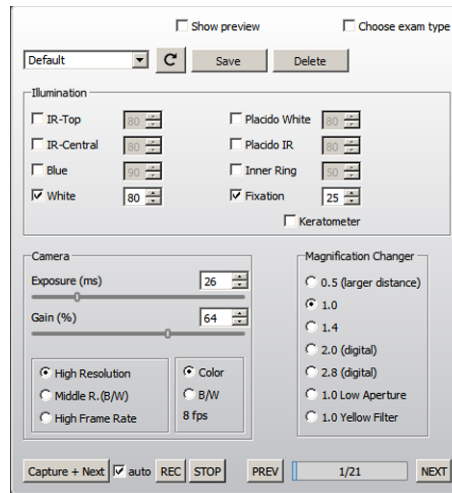 Show preview Choose exam type
Default Save Delete
Illumination
IR-Top 80 Placido White 80
IR-Central 80 Placido IR 80
Blue 90 Inner Ring 50
White 80 Fixation 25
Keratometer
Camera Magnification Changer
Exposure (ms) 26 0.5 (larger distance)
1.0
Gain (%) 64 1.4
2.0 (digital)
High Resolution Color 2.8 (digital)
Middle R.(B/W) B/W 1.0 Low Aperture
High Frame Rate 8 fps 1.0 Yellow Filter
Capture + Next auto REC STOP PREV 1/21 NEXT